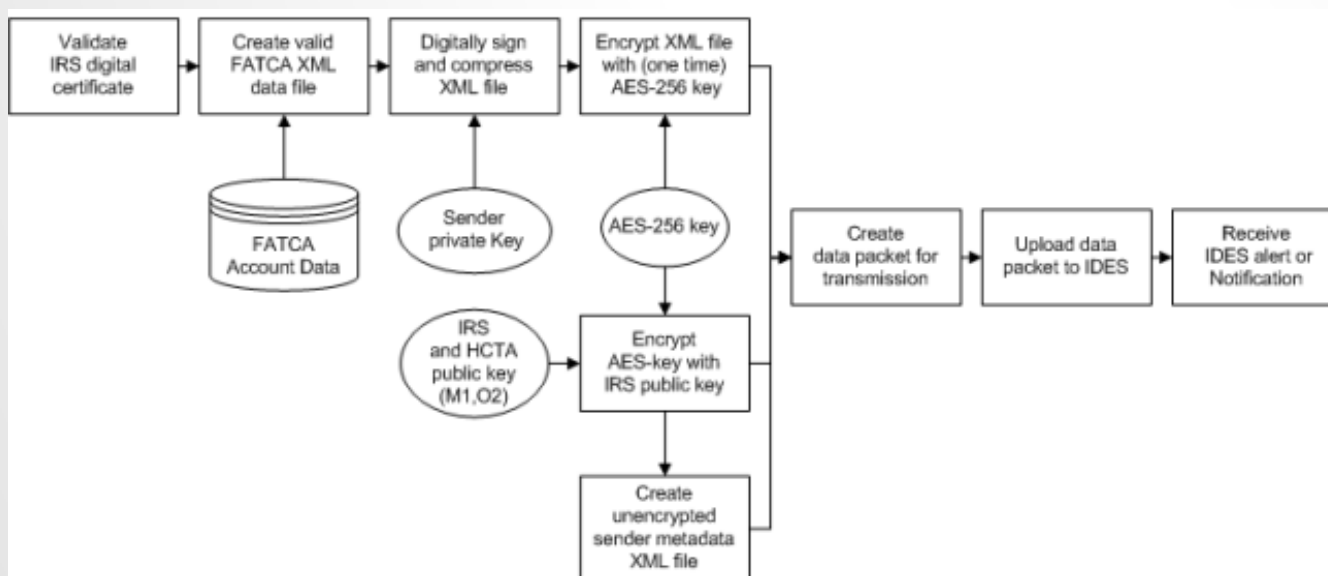 Validate
IRS digital
certificate
Create valid
FATCA XML
data file
Digitally sign
and compress
XML file
Encrypt XML file
with (one time)
AES-256 key
FATCA
Account Data
Sender
private Key
AES-256 key
Create
data packet for
transmission
Upload data
packet to IDES
Receive
IDES alert or
Notification
IRS
and HCTA
public key
(M1,O2)
Encrypt
AES-key with
IRS public key
Create
unencrypted
sender metadata
XML file